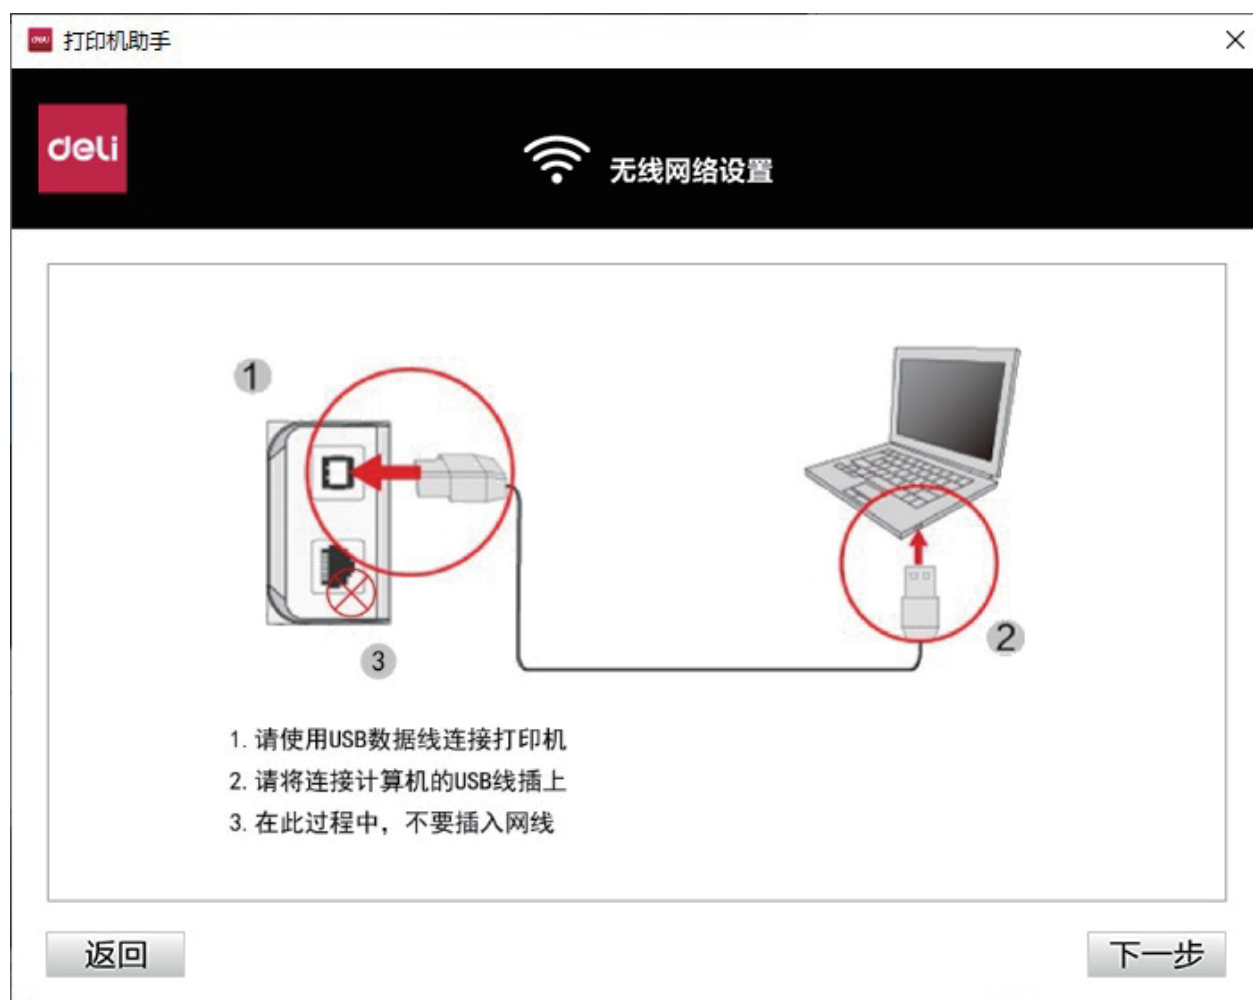 deli 打印机助手
deli
无线网络设置
1
2
3
1. 请使用USB数据线连接打印机
2. 请将连接计算机的USB线插上
3. 在此过程中，不要插入网线
返回
下一步